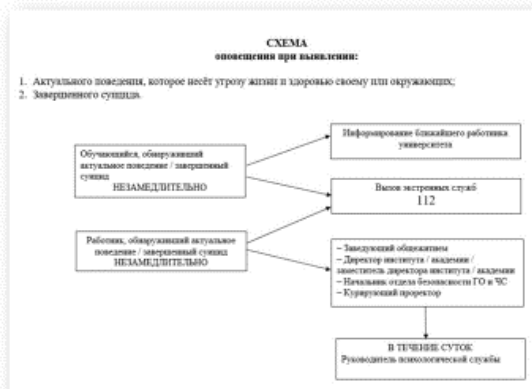 СХЕМА
оповещения при выявлении:
1. Актуального поведения, которое несёт угрозу жизни и здоровью своему или окружающих;
2. Завершенного суицида.
Обучающийся, обнаруживший
актуальное поведение / завершенный
суицид
НЕЗАМЕДЛИТЕЛЬНО
Информирование ближайшего работника
университета
Вызов экстренных служб
112
Работник, обнаруживший актуальное
поведение / завершенный суицид
НЕЗАМЕДЛИТЕЛЬНО
– Заведующий общежитием
– Директор института / академии /
заместитель директора института / академии
– Начальник отдела безопасности ГО и ЧС
– Курирующий проректор
В ТЕЧЕНИЕ СУТОК
Руководитель психологической службы